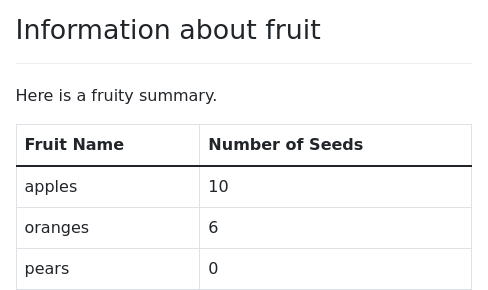 Information about fruit
Here is a fruity summary.
Fruit Name Number of Seeds
apples 10
oranges 6
pears 0